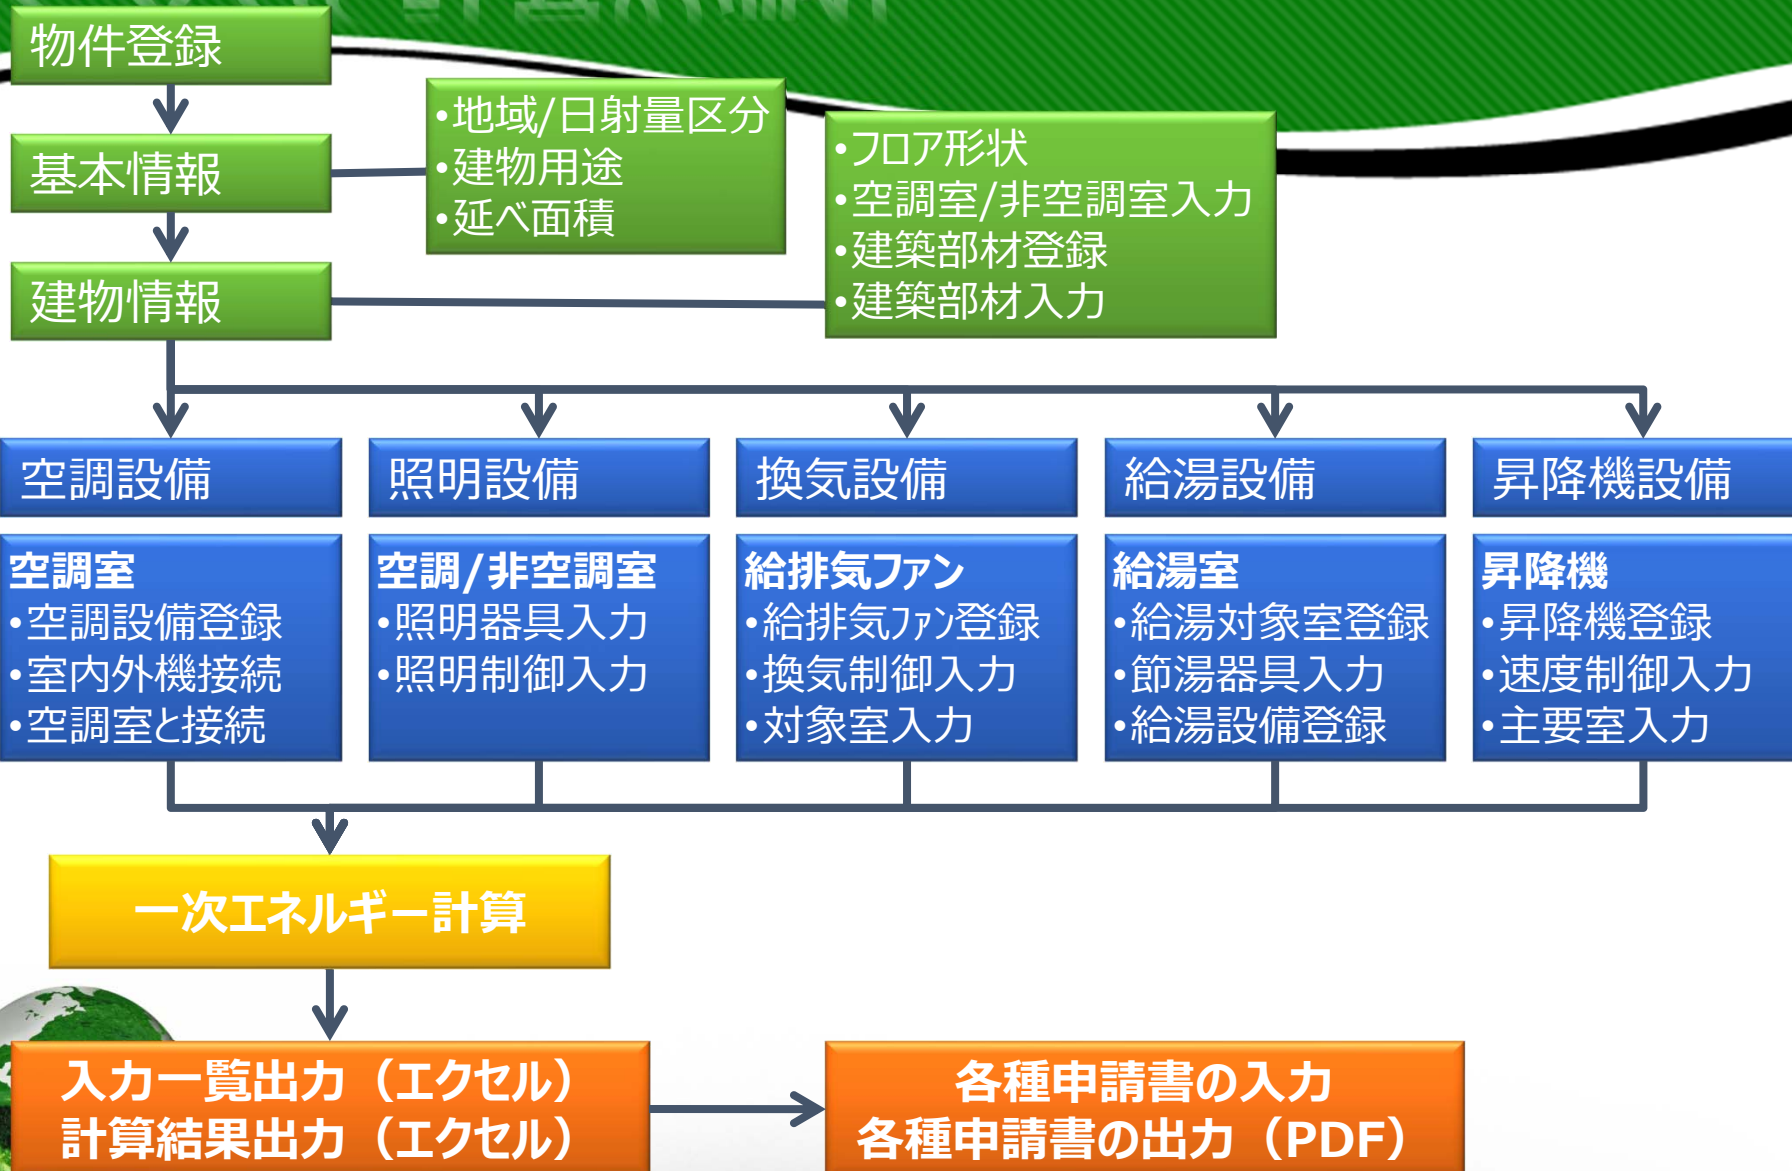 物件登録
基本情報
•地域/日射量区分
•建物用途
•延べ面積
建物情報
•フロア形状
•空調室/非空調室入力
•建築部材登録
•建築部材入力
空調設備
照明設備
換気設備
給湯設備
昇降機設備
空調室
•空調設備登録
•室内外機接続
•空調室と接続
空調/非空調室
•照明器具入力
•照明制御入力
給排気ファン
•給排気ファン登録
•換気制御入力
•対象室入力
給湯室
•給湯対象室登録
•節湯器具入力
•給湯設備登録
昇降機
•昇降機登録
•速度制御入力
•主要室入力
一次エネルギー計算
入力一覧出力（エクセル）
計算結果出力（エクセル）
各種申請書の入力
各種申請書の出力（PDF）